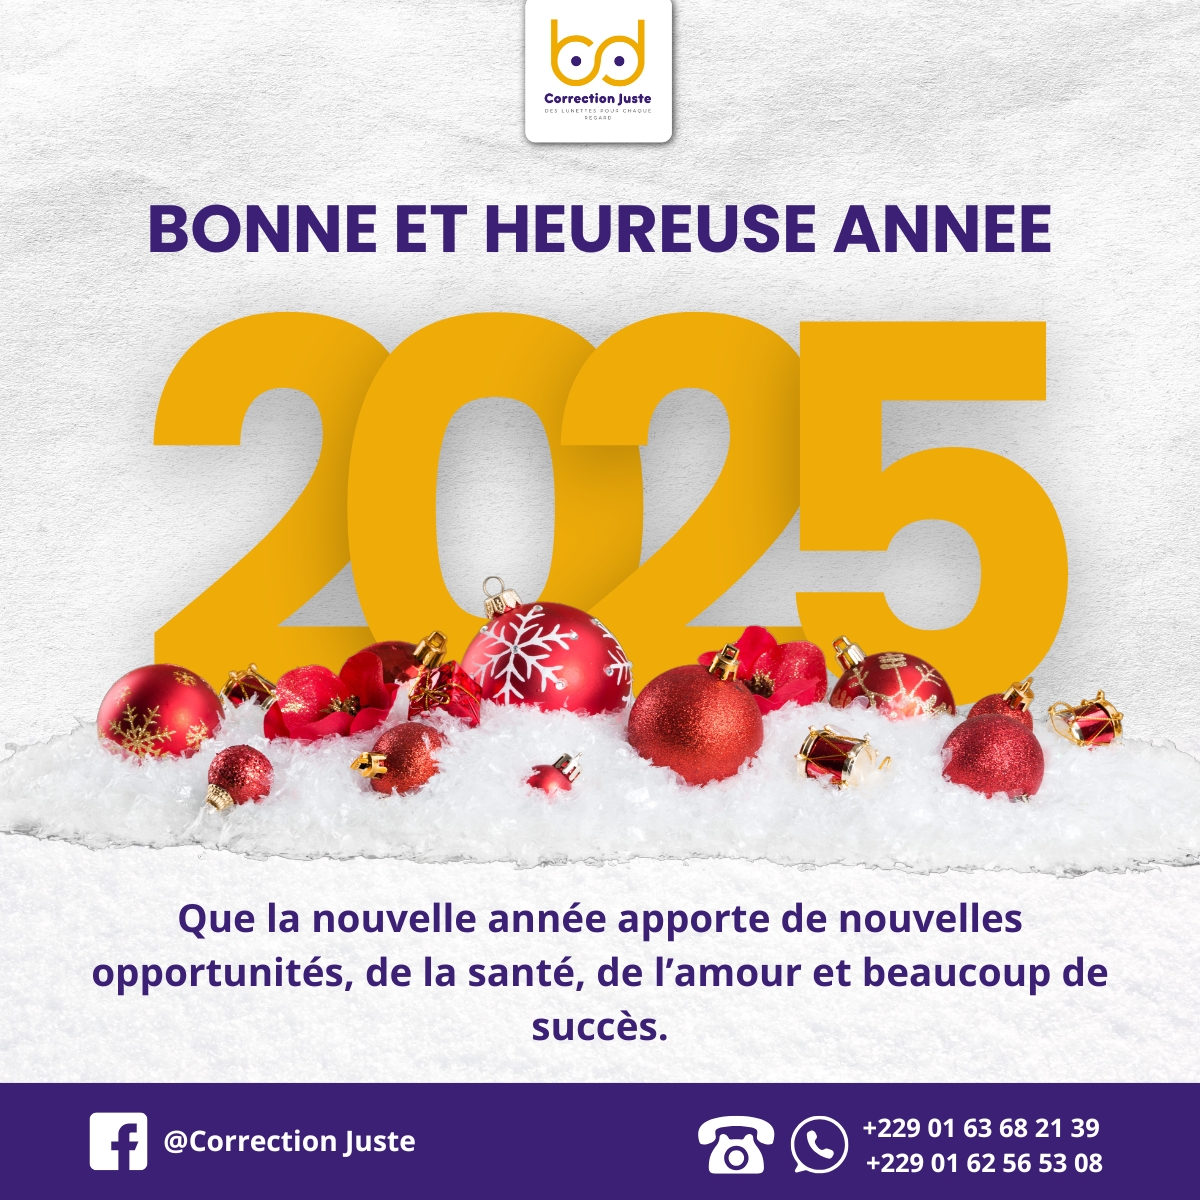 bd
Correction Juste
DES LUNETTES POUR CHAQUE
REGARD
BONNE ET HEUREUSE ANNEE
2025
Que la nouvelle année apporte de nouvelles
opportunités, de la santé, de l’amour et beaucoup de
succès.
@Correction Juste
+229 01 63 68 21 39
+229 01 62 56 53 08